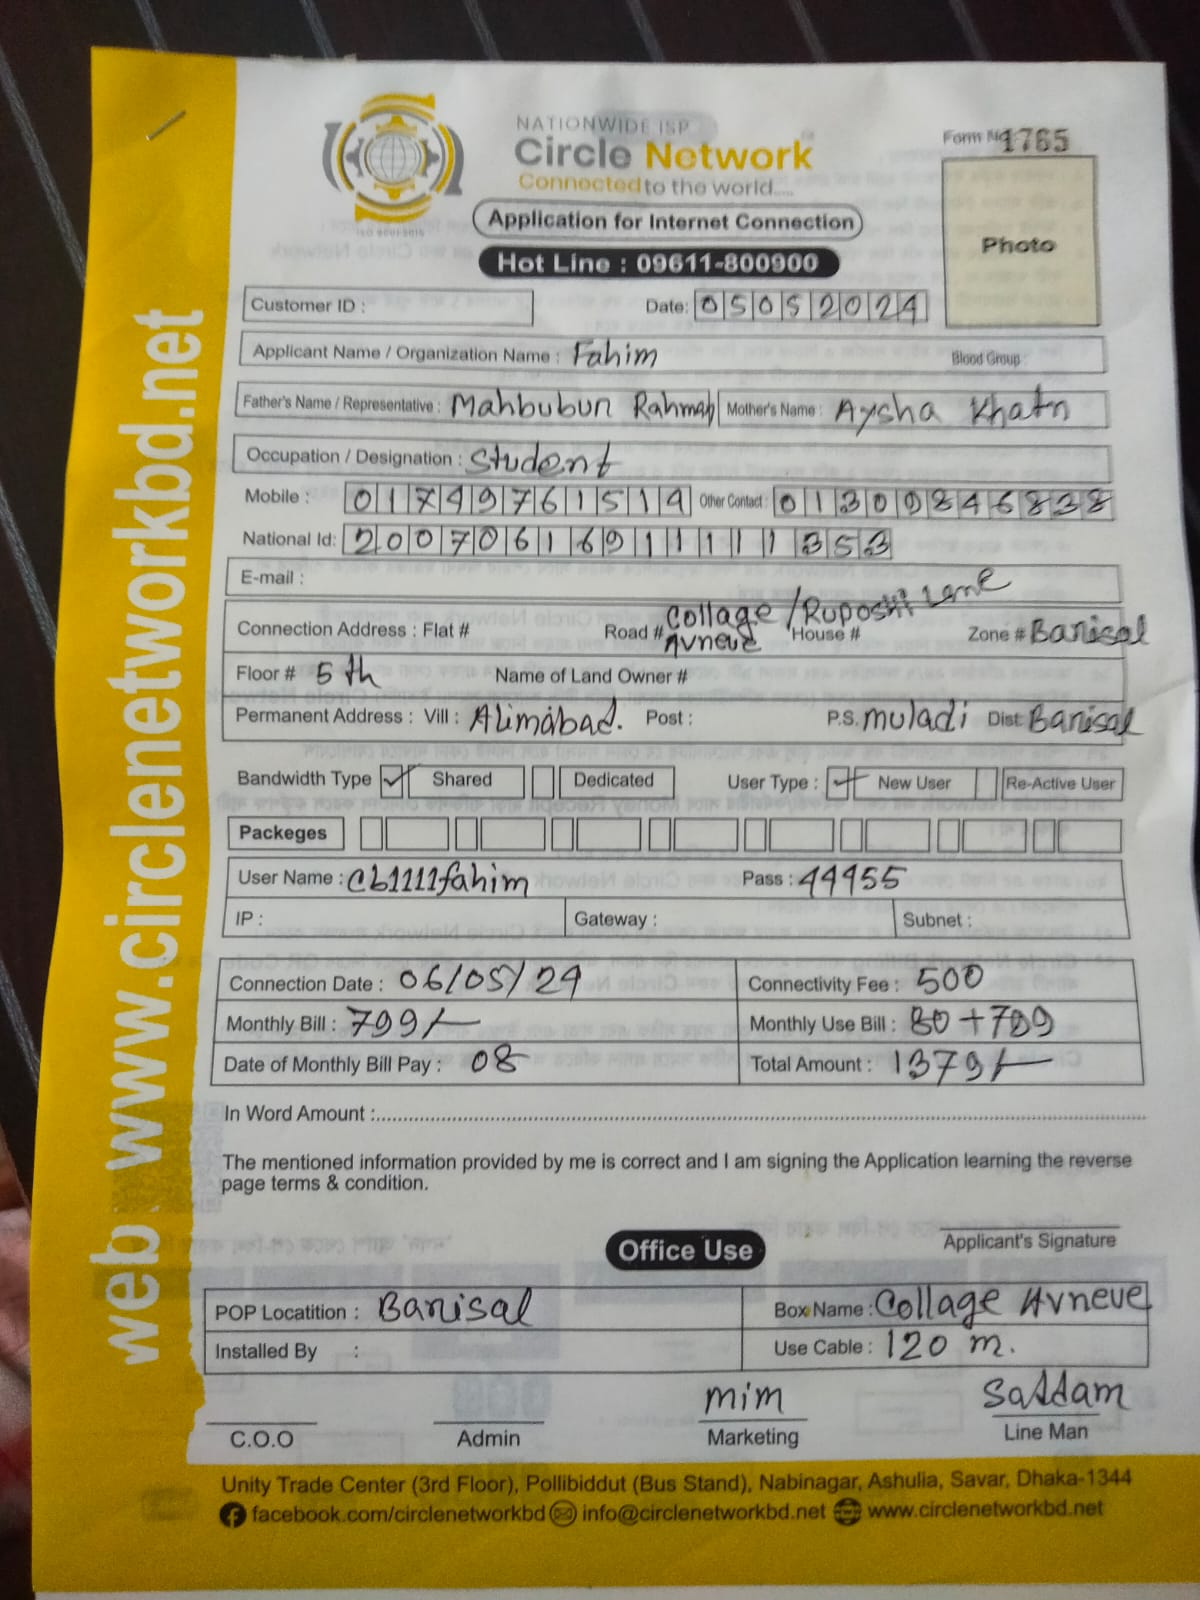 NATIONWIDE ISP
Circle Network
Connected to the world.....
Form No 1765
Application for Internet Connection
Photo
Hot Line : 09611-800900
Customer ID :
Date: 05052024
Applicant Name / Organization Name : Fahim Blood Group :
Father's Name / Representative : Mahbubun Rahman Mother's Name : Aysha Khatn
Occupation / Designation : Student
Mobile : 01749761514 Other Contact : 01309846838
National Id: 20070616911111353
E-mail :
Connection Address : Flat # Road # Collage Avneue / Ruposhi Lane House # Zone # Barisal
Floor # 5th Name of Land Owner #
Permanent Address : Vill : Alimabad. Post : P.S. muladi Dist: Barisal
Bandwidth Type ✓ Shared Dedicated User Type : ✓ New User Re-Active User
Packeges
User Name : cb1111fahim Pass : 44455
IP : Gateway : Subnet :
Connection Date : 06/05/24 Connectivity Fee : 500
Monthly Bill : 799/- Monthly Use Bill : 80+799
Date of Monthly Bill Pay : 08 Total Amount : 1379/-
In Word Amount :
The mentioned information provided by me is correct and I am signing the Application learning the reverse
page terms & condition.
Applicant's Signature
Office Use
POP Locatition : Barisal Box Name : Collage Avneue
Installed By : Use Cable : 120 m.
mim Saddam
C.O.O Admin Marketing Line Man
Unity Trade Center (3rd Floor), Pollibiddut (Bus Stand), Nabinagar, Ashulia, Savar, Dhaka-1344
facebook.com/circlenetworkbd info@circlenetworkbd.net www.circlenetworkbd.net
web www.circlenetworkbd.net